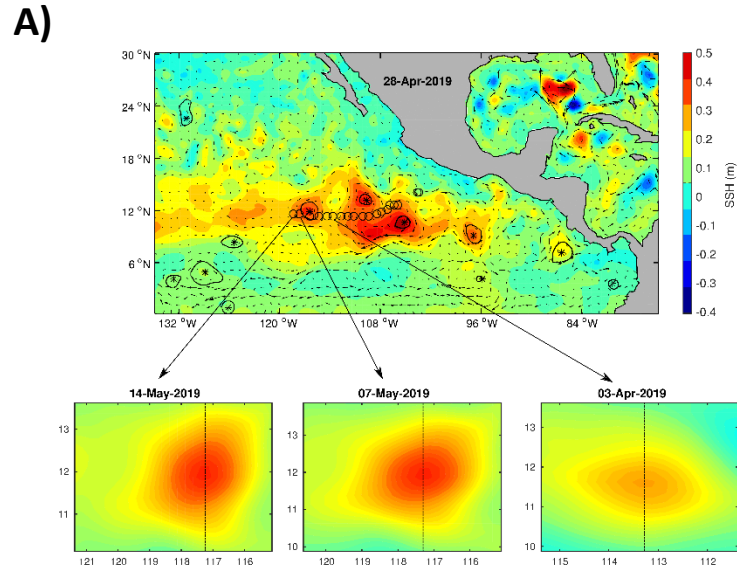 A)
30 °N
24 °N
18 °N
12 °N
6 °N
28-Apr-2019
132 °W 120 °W 108 °W 96 °W 84 °W
0.5
0.4
0.3
0.2
0.1
0
-0.1
-0.2
-0.3
-0.4
SSH (m)
14-May-2019
13
12
11
121 120 119 118 117 116
07-May-2019
13
12
11
10
120 119 118 117 116
03-Apr-2019
13
12
11
10
115 114 113 112